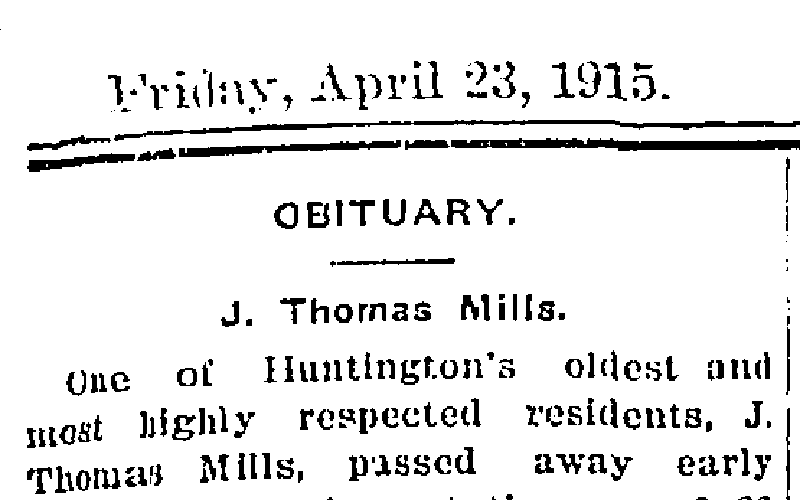 Friday, April 23, 1915.
OBITUARY.
J. Thomas Mills.
One of Huntington's oldest and
most highly respected residents, J.
Thomas Mills, passed away early